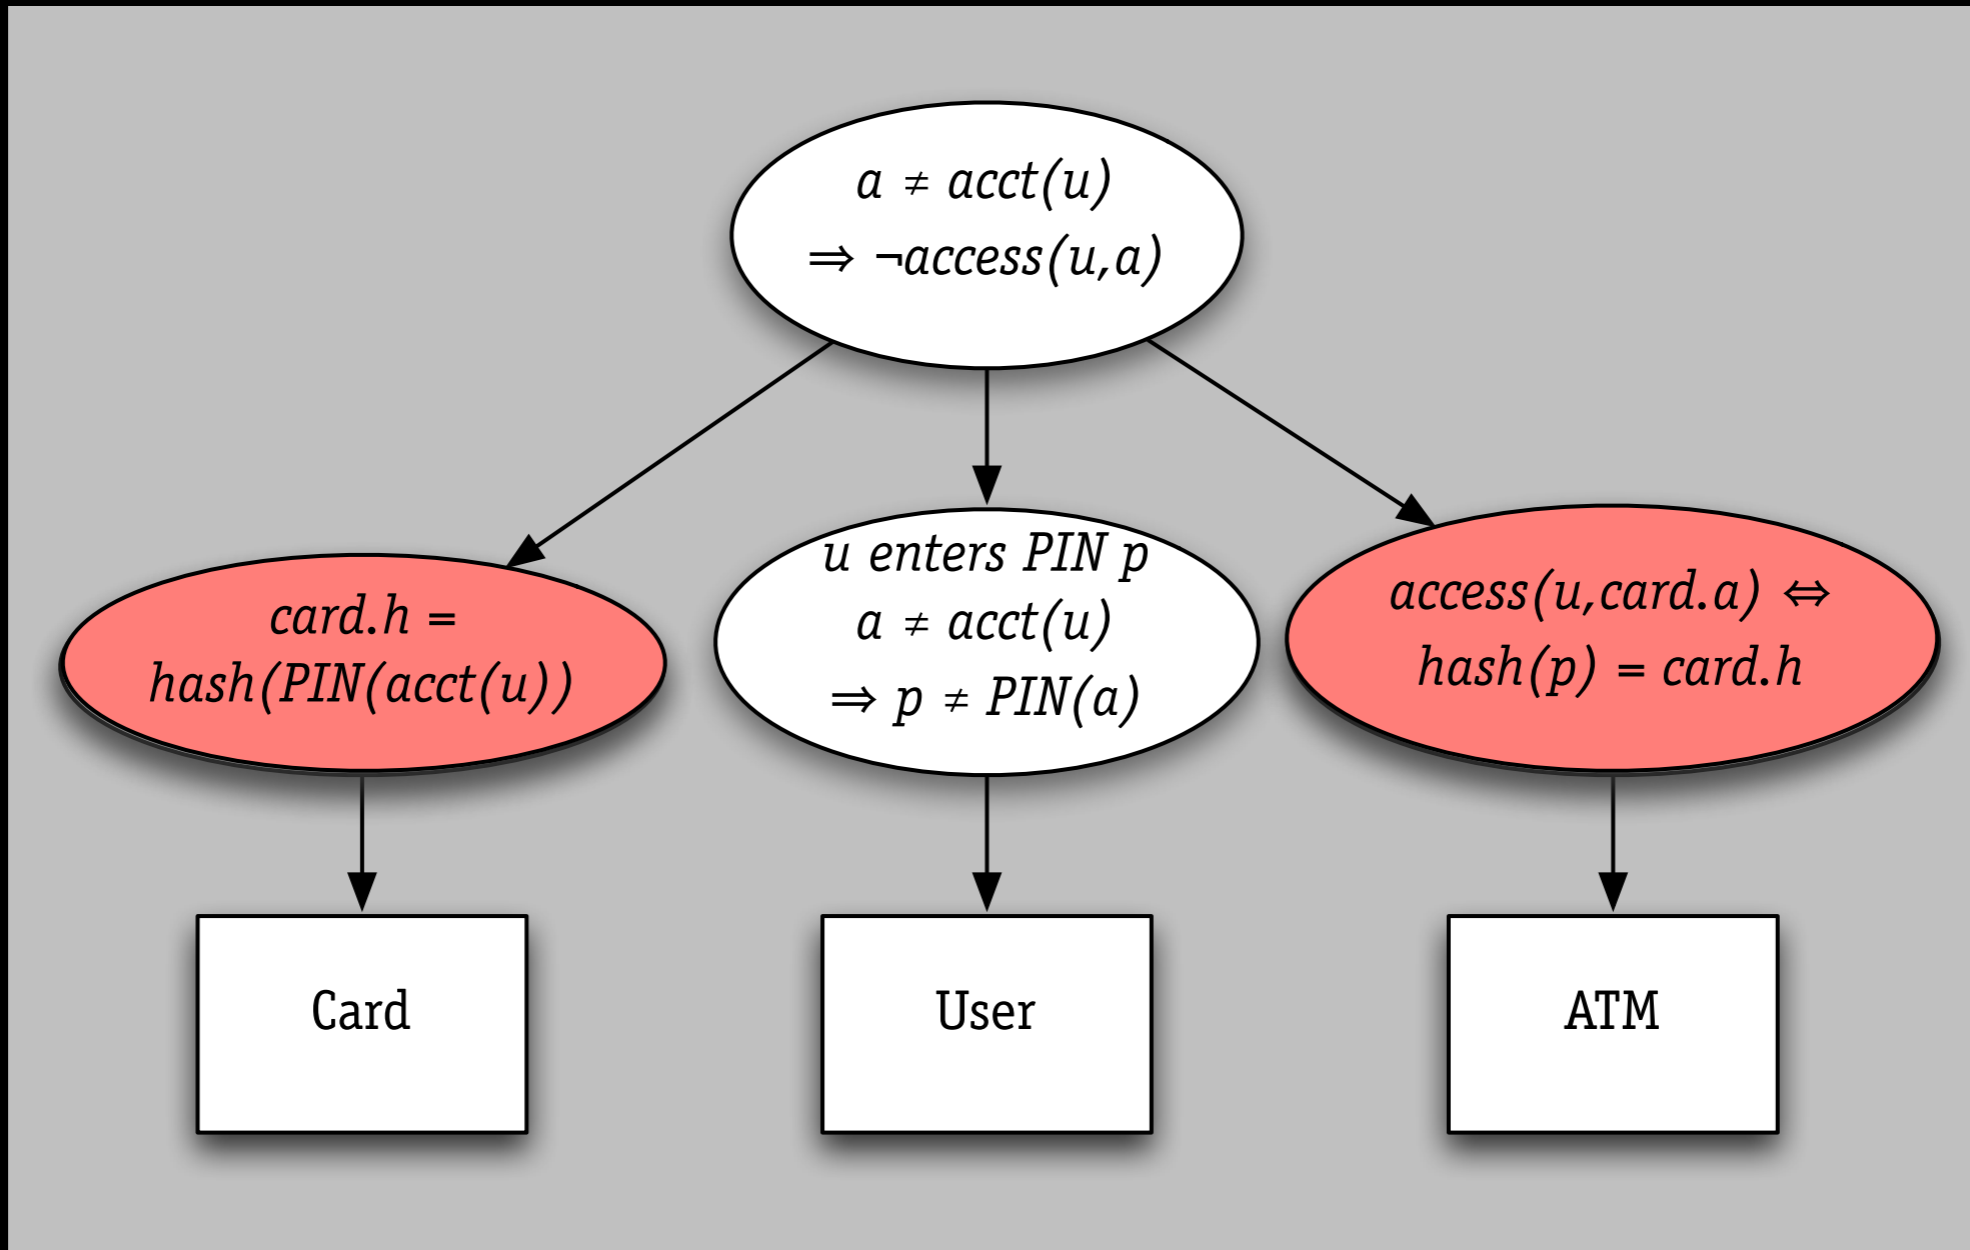 a ≠ acct(u)
⇒ ¬access(u,a)
card.h =
hash(PIN(acct(u))
u enters PIN p
a ≠ acct(u)
⇒ p ≠ PIN(a)
access(u,card.a) ⇔
hash(p) = card.h
Card
User
ATM